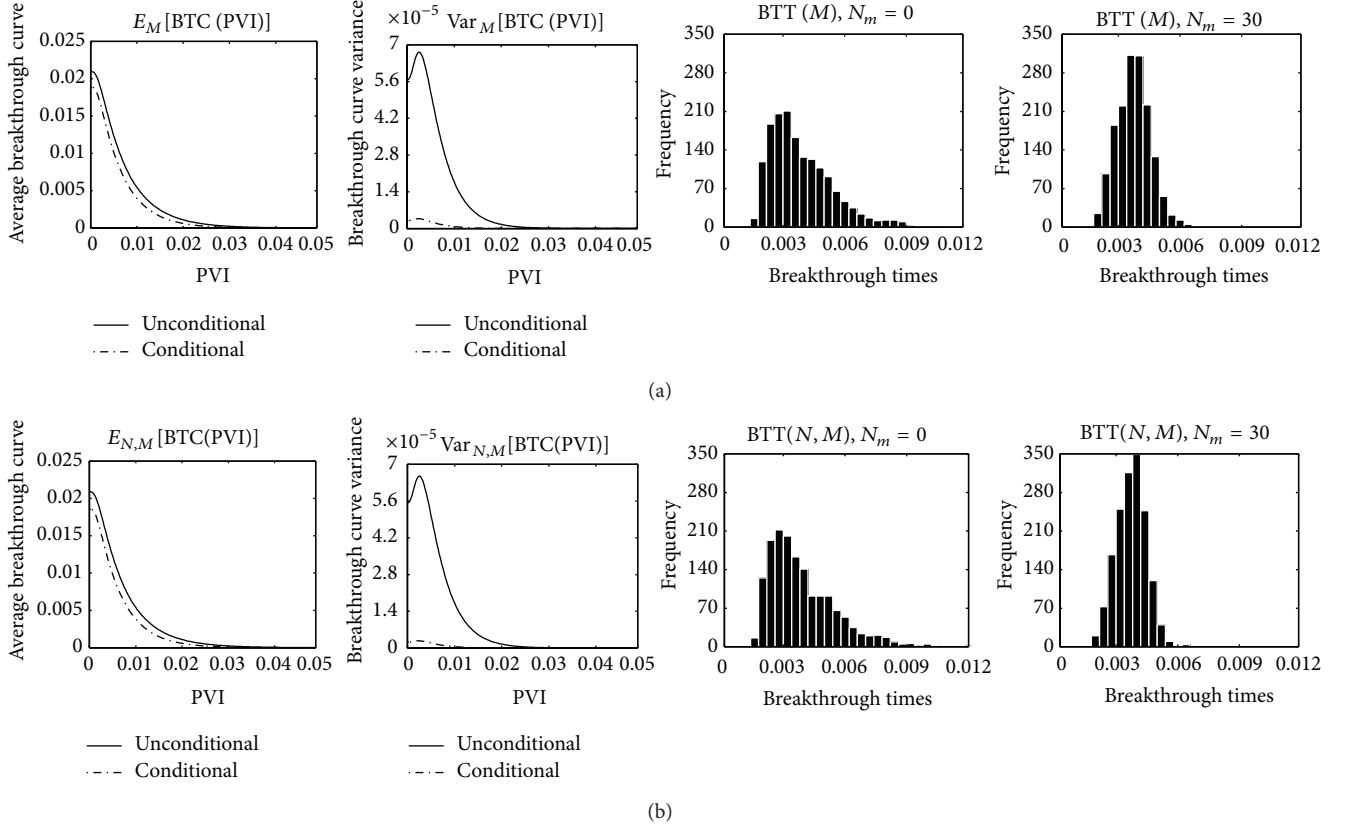 E_M[BTC (PVI)]
Average breakthrough curve
0.025
0.02
0.015
0.01
0.005
0
0 0.01 0.02 0.03 0.04 0.05
PVI
Unconditional
Conditional
×10⁻⁵ Var_M[BTC (PVI)]
Breakthrough curve variance
7
5.6
4.2
2.8
1.4
0
0 0.01 0.02 0.03 0.04 0.05
PVI
Unconditional
Conditional
BTT (M), N_m = 0
Frequency
350
280
210
140
70
0
0 0.003 0.006 0.009 0.012
Breakthrough times
BTT (M), N_m = 30
Frequency
350
280
210
140
70
0
0 0.003 0.006 0.009 0.012
Breakthrough times
(a)
E_{N,M}[BTC(PVI)]
Average breakthrough curve
0.025
0.02
0.015
0.01
0.005
0
0 0.01 0.02 0.03 0.04 0.05
PVI
Unconditional
Conditional
×10⁻⁵ Var_{N,M}[BTC(PVI)]
Breakthrough curve variance
7
5.6
4.2
2.8
1.4
0
0 0.01 0.02 0.03 0.04 0.05
PVI
Unconditional
Conditional
BTT(N, M), N_m = 0
Frequency
350
280
210
140
70
0
0 0.003 0.006 0.009 0.012
Breakthrough times
BTT(N, M), N_m = 30
Frequency
350
280
210
140
70
0
0 0.003 0.006 0.009 0.012
Breakthrough times
(b)